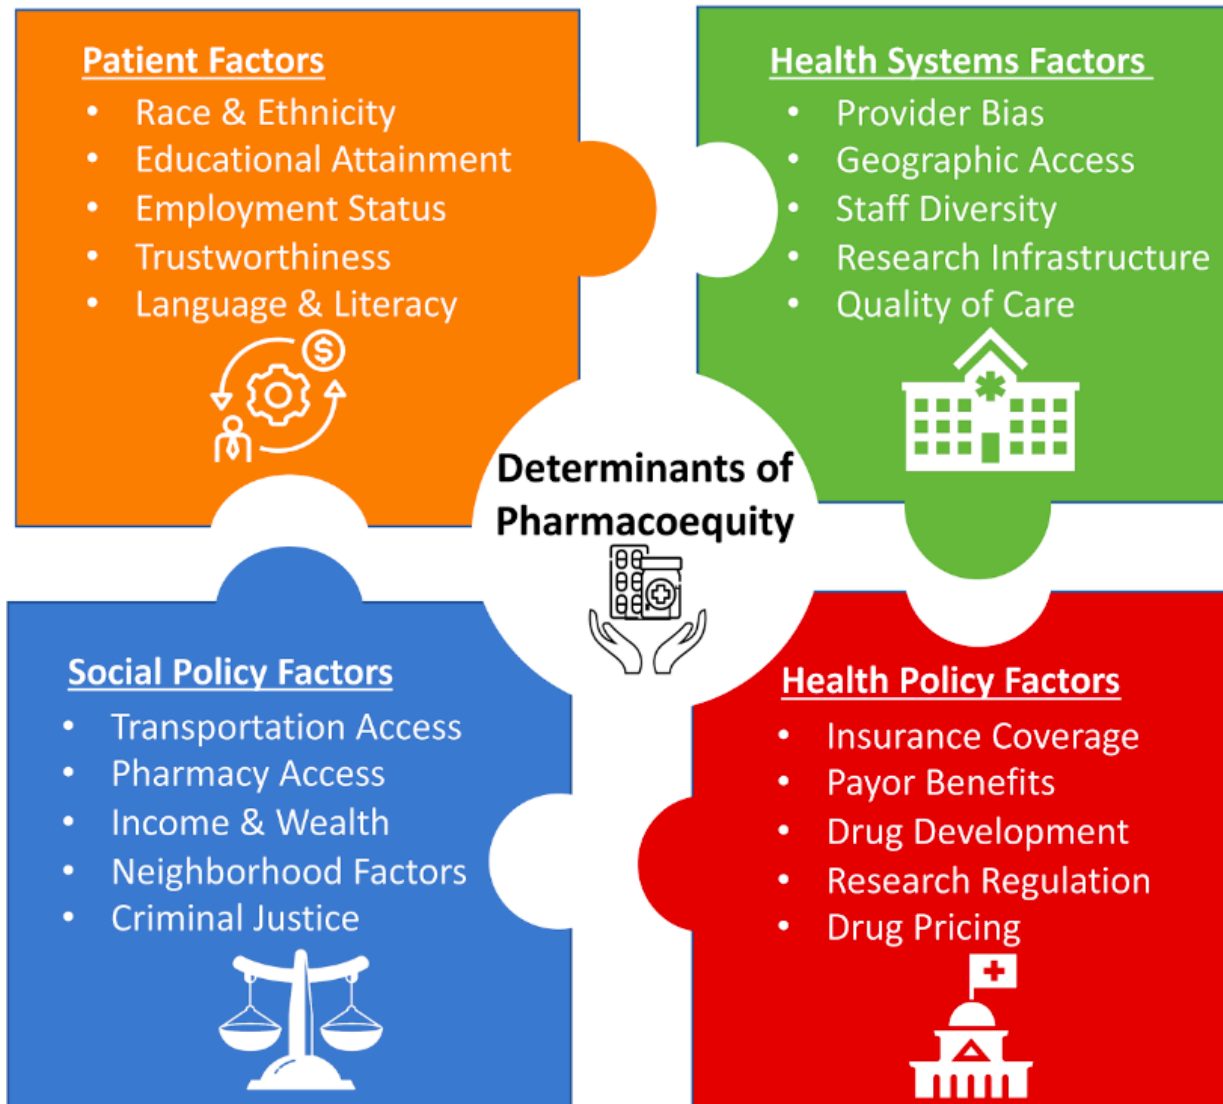 Patient Factors
• Race & Ethnicity
• Educational Attainment
• Employment Status
• Trustworthiness
• Language & Literacy
$
Health Systems Factors
• Provider Bias
• Geographic Access
• Staff Diversity
• Research Infrastructure
• Quality of Care
Determinants of
Pharmacoequity
Social Policy Factors
• Transportation Access
• Pharmacy Access
• Income & Wealth
• Neighborhood Factors
• Criminal Justice
Health Policy Factors
• Insurance Coverage
• Payor Benefits
• Drug Development
• Research Regulation
• Drug Pricing